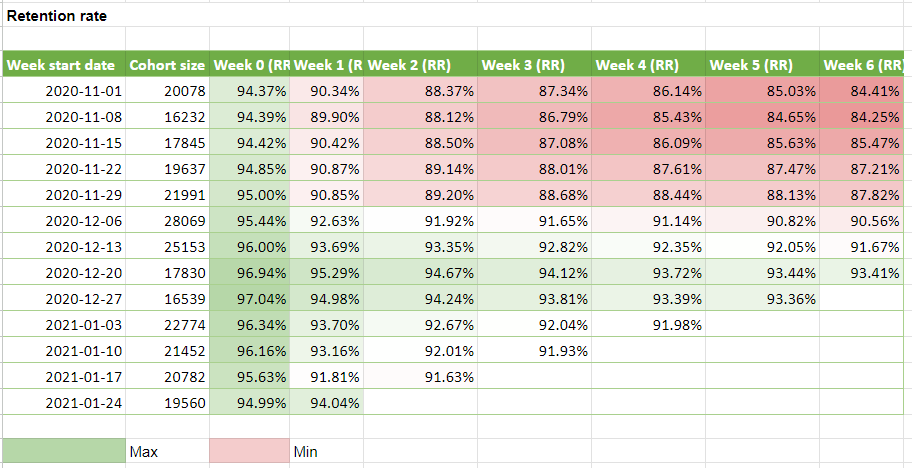 Retention rate
Week start date Cohort size Week 0 (RR Week 1 (R Week 2 (RR) Week 3 (RR) Week 4 (RR) Week 5 (RR) Week 6 (RR)
2020-11-01 20078 94.37% 90.34% 88.37% 87.34% 86.14% 85.03% 84.41%
2020-11-08 16232 94.39% 89.90% 88.12% 86.79% 85.43% 84.65% 84.25%
2020-11-15 17845 94.42% 90.42% 88.50% 87.08% 86.09% 85.63% 85.47%
2020-11-22 19637 94.85% 90.87% 89.14% 88.01% 87.61% 87.47% 87.21%
2020-11-29 21991 95.00% 90.85% 89.20% 88.68% 88.44% 88.13% 87.82%
2020-12-06 28069 95.44% 92.63% 91.92% 91.65% 91.14% 90.82% 90.56%
2020-12-13 25153 96.00% 93.69% 93.35% 92.82% 92.35% 92.05% 91.67%
2020-12-20 17830 96.94% 95.29% 94.67% 94.12% 93.72% 93.44% 93.41%
2020-12-27 16539 97.04% 94.98% 94.24% 93.81% 93.39% 93.36%
2021-01-03 22774 96.34% 93.70% 92.67% 92.04% 91.98%
2021-01-10 21452 96.16% 93.16% 92.01% 91.93%
2021-01-17 20782 95.63% 91.81% 91.63%
2021-01-24 19560 94.99% 94.04%
Max Min